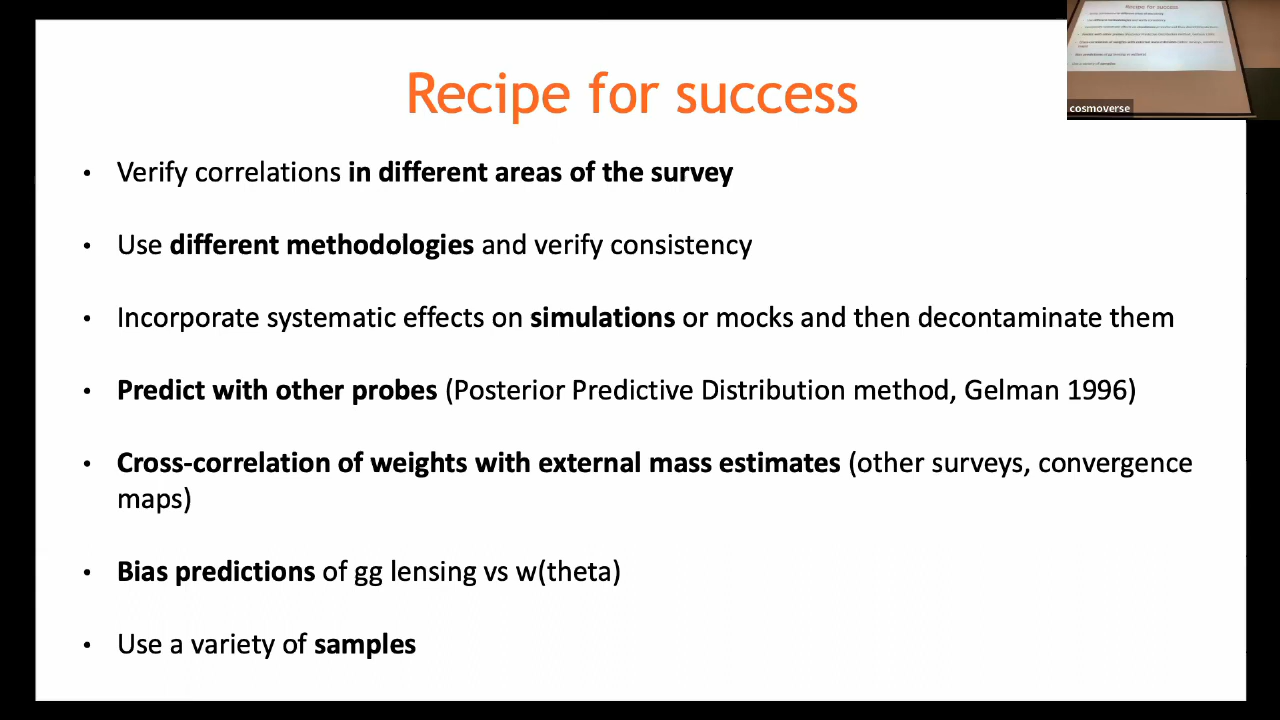 Recipe for success
• Verify correlations in different areas of the survey
• Use different methodologies and verify consistency
• Incorporate systematic effects on simulations or mocks and then decontaminate them
• Predict with other probes (Posterior Predictive Distribution method, Gelman 1996)
• Cross-correlation of weights with external mass estimates (other surveys, convergence
maps)
• Bias predictions of gg lensing vs w(theta)
• Use a variety of samples
Recipe for success
cosmoverse